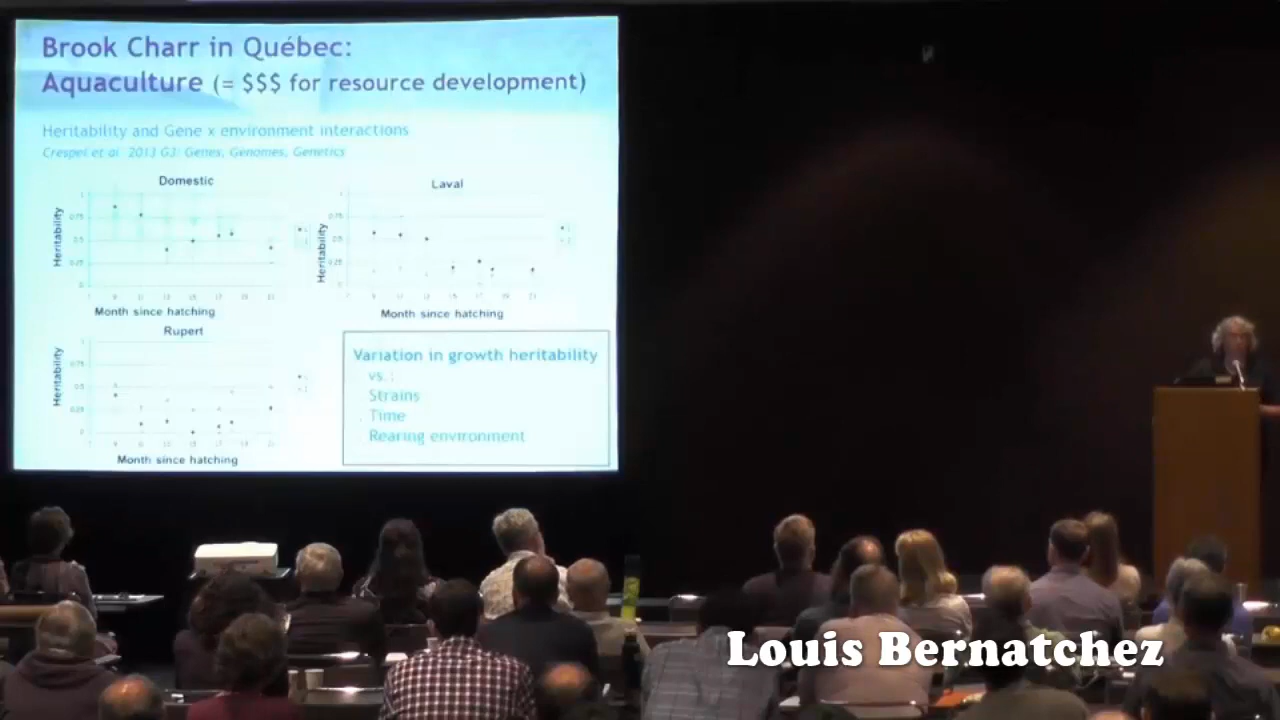 Brook Charr in Québec:
Aquaculture (= $$$ for resource development)
Heritability and Gene x environment interactions
Crespel et al 2013 G3: Genes, Genomes, Genetics
Domestic
Heritability
Month since hatching
Laval
Heritability
Month since hatching
Rupert
Heritability
Month since hatching
Variation in growth heritability
vs.:
Strains
Time
Rearing environment
Louis Bernatchez